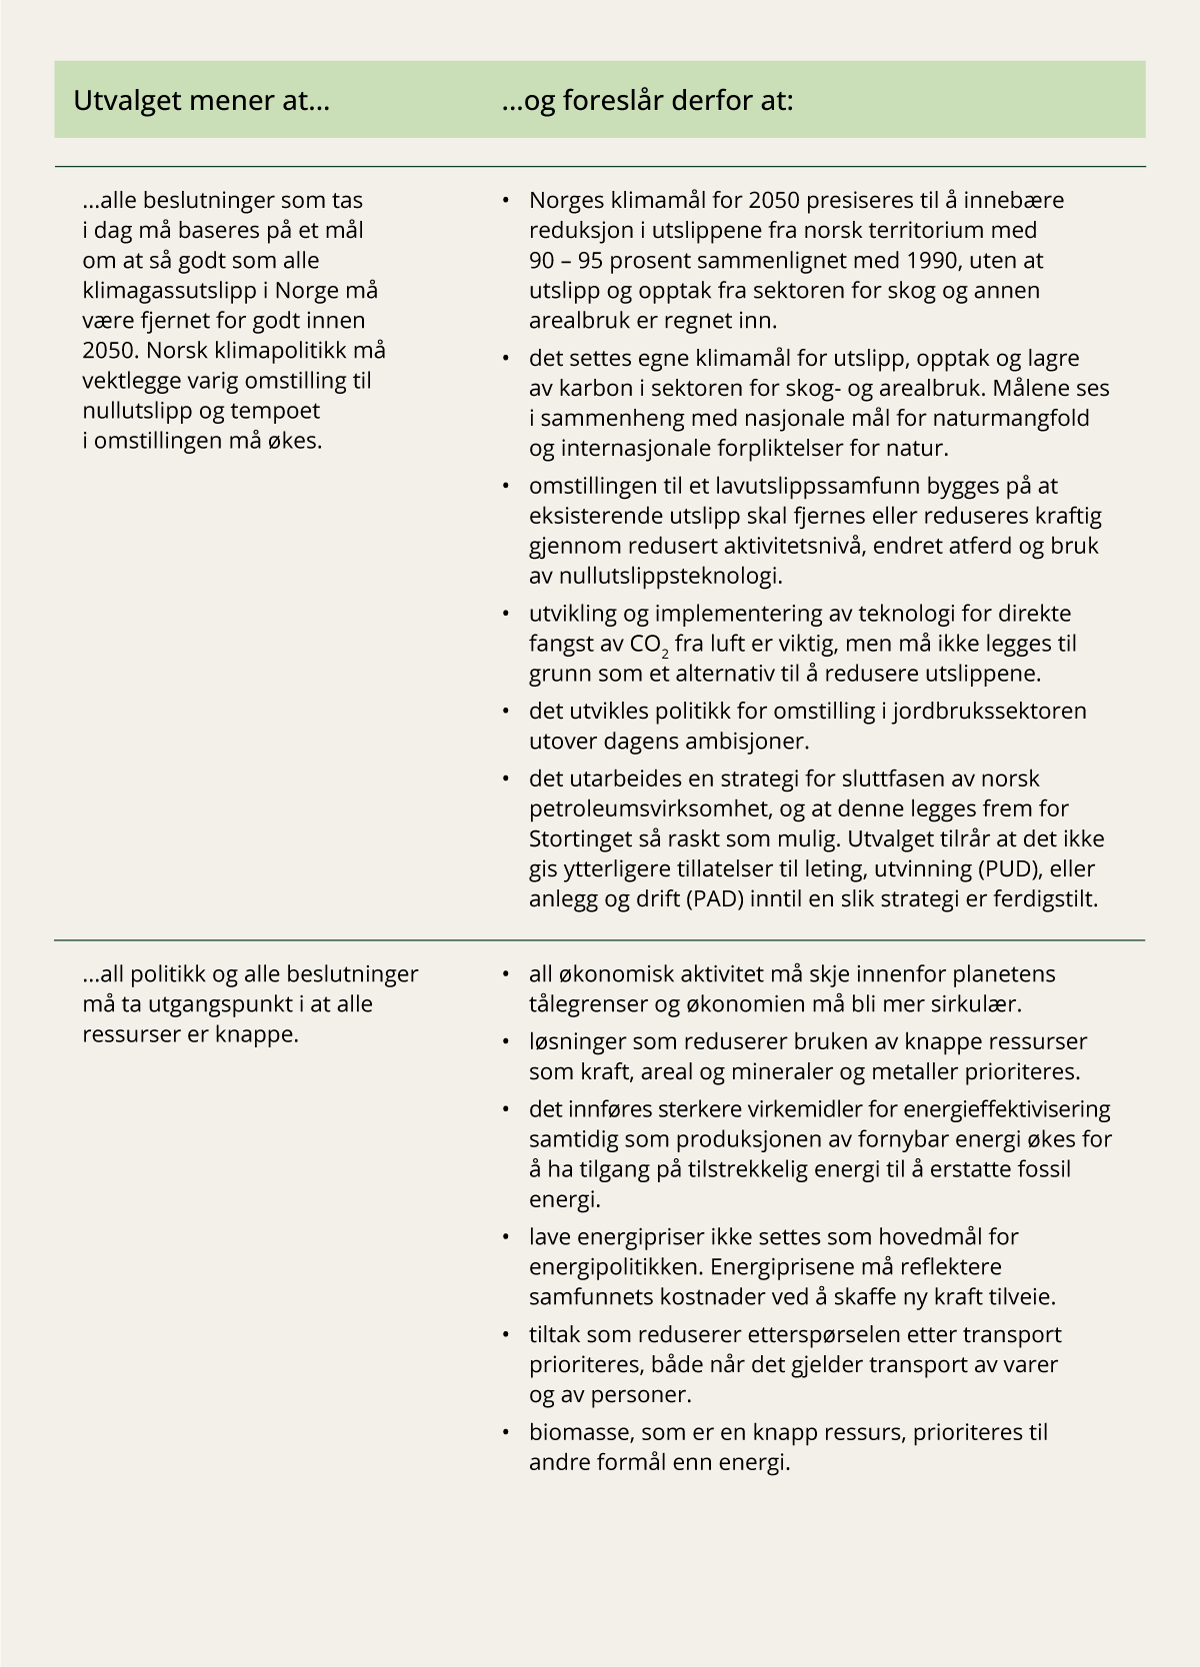 Utvalget mener at...
...og foreslår derfor at:
...alle beslutninger som tas
i dag må baseres på et mål
om at så godt som alle
klimagassutslipp i Norge må
være fjernet for godt innen
2050. Norsk klimapolitikk må
vektlegge varig omstilling til
nullutslipp og tempoet
i omstillingen må økes.
• Norges klimamål for 2050 presiseres til å innebære
reduksjon i utslippene fra norsk territorium med
90 – 95 prosent sammenlignet med 1990, uten at
utslipp og opptak fra sektoren for skog og annen
arealbruk er regnet inn.
• det settes egne klimamål for utslipp, opptak og lagre
av karbon i sektoren for skog- og arealbruk. Målene ses
i sammenheng med nasjonale mål for naturmangfold
og internasjonale forpliktelser for natur.
• omstillingen til et lavutslippssamfunn bygges på at
eksisterende utslipp skal fjernes eller reduseres kraftig
gjennom redusert aktivitetsnivå, endret atferd og bruk
av nullutslippsteknologi.
• utvikling og implementering av teknologi for direkte
fangst av CO₂ fra luft er viktig, men må ikke legges til
grunn som et alternativ til å redusere utslippene.
• det utvikles politikk for omstilling i jordbrukssektoren
utover dagens ambisjoner.
• det utarbeides en strategi for sluttfasen av norsk
petroleumsvirksomhet, og at denne legges frem for
Stortinget så raskt som mulig. Utvalget tilrår at det ikke
gis ytterligere tillatelser til leting, utvinning (PUD), eller
anlegg og drift (PAD) inntil en slik strategi er ferdigstilt.
...all politikk og alle beslutninger
må ta utgangspunkt i at alle
ressurser er knappe.
• all økonomisk aktivitet må skje innenfor planetens
tålegrenser og økonomien må bli mer sirkulær.
• løsninger som reduserer bruken av knappe ressurser
som kraft, areal og mineraler og metaller prioriteres.
• det innføres sterkere virkemidler for energieffektivisering
samtidig som produksjonen av fornybar energi økes for
å ha tilgang på tilstrekkelig energi til å erstatte fossil
energi.
• lave energipriser ikke settes som hovedmål for
energipolitikken. Energiprisene må reflektere
samfunnets kostnader ved å skaffe ny kraft tilveie.
• tiltak som reduserer etterspørselen etter transport
prioriteres, både når det gjelder transport av varer
og av personer.
• biomasse, som er en knapp ressurs, prioriteres til
andre formål enn energi.